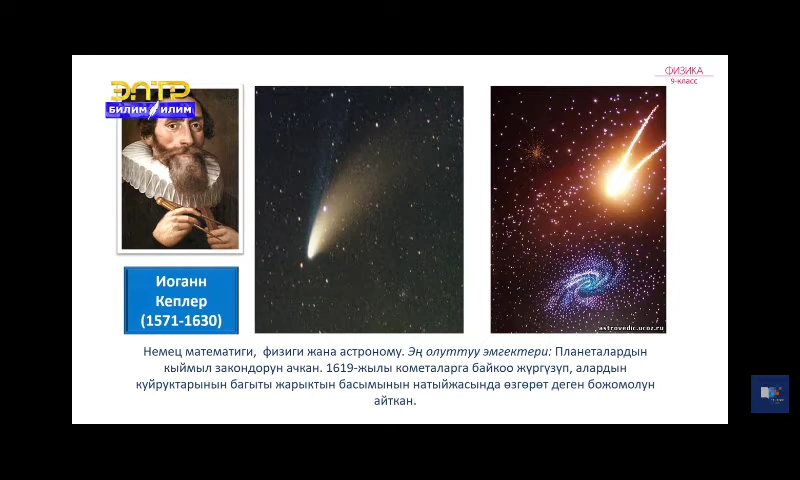 ФИЗИКА
9-класс
ЭЛТР
БИЛИМ ИЛИМ
Иоганн
Кеплер
(1571-1630)
astrovedic.ucoz.ru
Немец математиги, физиги жана астроному. Эң олуттуу эмгектери: Планеталардын
кыймыл закондорун ачкан. 1619-жылы кометаларга байкоо жүргүзүп, алардын
куйруктарынын багыты жарыктын басымынын натыйжасында өзгөрөт деген божомолун
айткан.